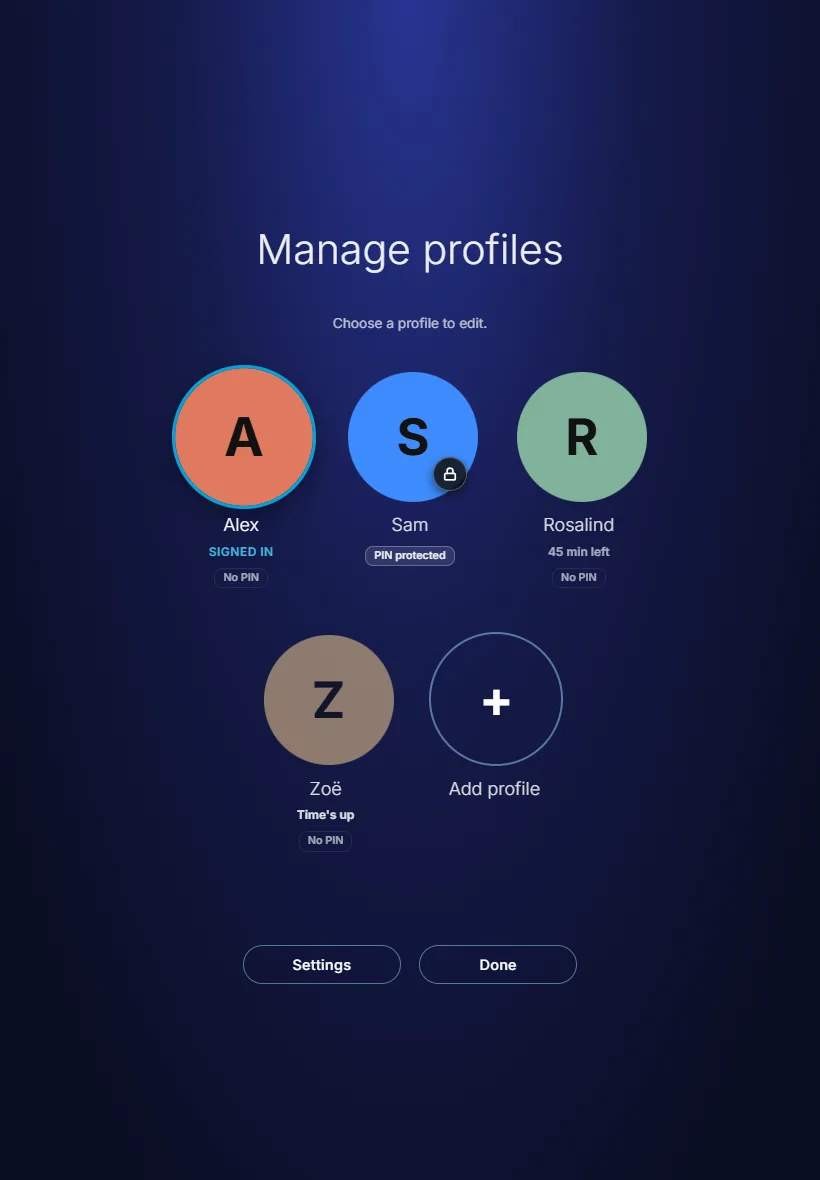 Manage profiles
Choose a profile to edit.
A
S
R
Alex
Sam
Rosalind
SIGNED IN
PIN protected
45 min left
No PIN
No PIN
Z
+
Zoë
Add profile
Time's up
No PIN
Settings
Done